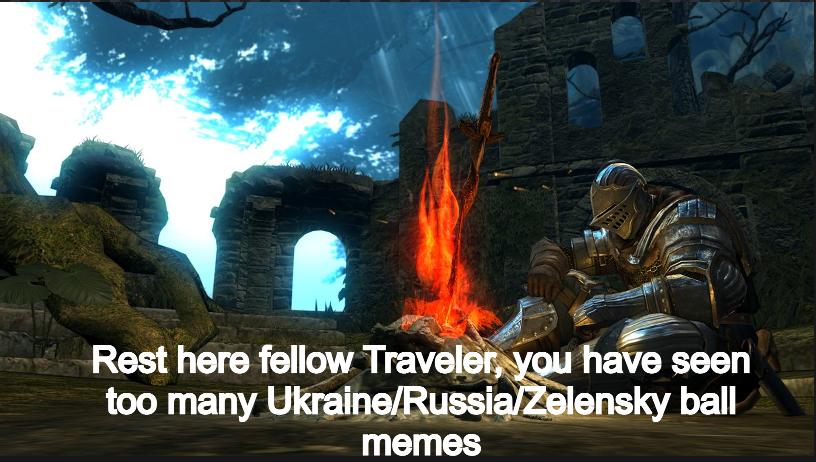 Rest here fellow Traveler, you have seen
too many Ukraine/Russia/Zelensky ball
memes